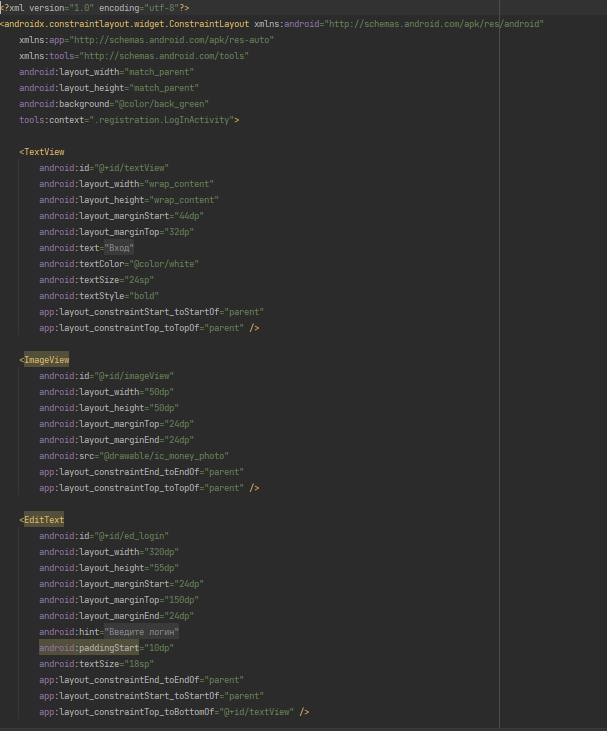 <?xml version="1.0" encoding="utf-8"?>
<androidx.constraintlayout.widget.ConstraintLayout xmlns:android="http://schemas.android.com/apk/res/android"
    xmlns:app="http://schemas.android.com/apk/res-auto"
    xmlns:tools="http://schemas.android.com/tools"
    android:layout_width="match_parent"
    android:layout_height="match_parent"
    android:background="@color/back_green"
    tools:context=".registration.LogInActivity">

    <TextView
        android:id="@+id/textView"
        android:layout_width="wrap_content"
        android:layout_height="wrap_content"
        android:layout_marginStart="44dp"
        android:layout_marginTop="32dp"
        android:text="Вход"
        android:textColor="@color/white"
        android:textSize="24sp"
        android:textStyle="bold"
        app:layout_constraintStart_toStartOf="parent"
        app:layout_constraintTop_toTopOf="parent" />

    <ImageView
        android:id="@+id/imageView"
        android:layout_width="50dp"
        android:layout_height="50dp"
        android:layout_marginTop="24dp"
        android:layout_marginEnd="24dp"
        android:src="@drawable/ic_money_photo"
        app:layout_constraintEnd_toEndOf="parent"
        app:layout_constraintTop_toTopOf="parent" />

    <EditText
        android:id="@+id/ed_login"
        android:layout_width="320dp"
        android:layout_height="55dp"
        android:layout_marginStart="24dp"
        android:layout_marginTop="150dp"
        android:layout_marginEnd="24dp"
        android:hint="Введите логин"
        android:paddingStart="10dp"
        android:textSize="18sp"
        app:layout_constraintEnd_toEndOf="parent"
        app:layout_constraintStart_toStartOf="parent"
        app:layout_constraintTop_toBottomOf="@+id/textView" />